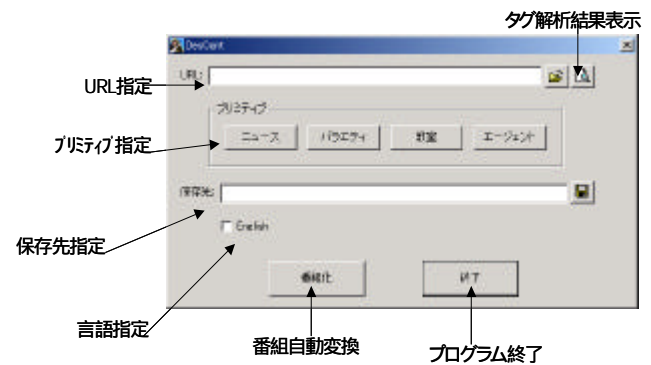 タグ解析結果表示
DesCant
URL:
URL指定
プリミティブ
プリミティブ指定
ニュース
バラエティ
教室
エージェント
保存先:
保存先指定
English
番組化
終了
言語指定
番組自動変換
プログラム終了